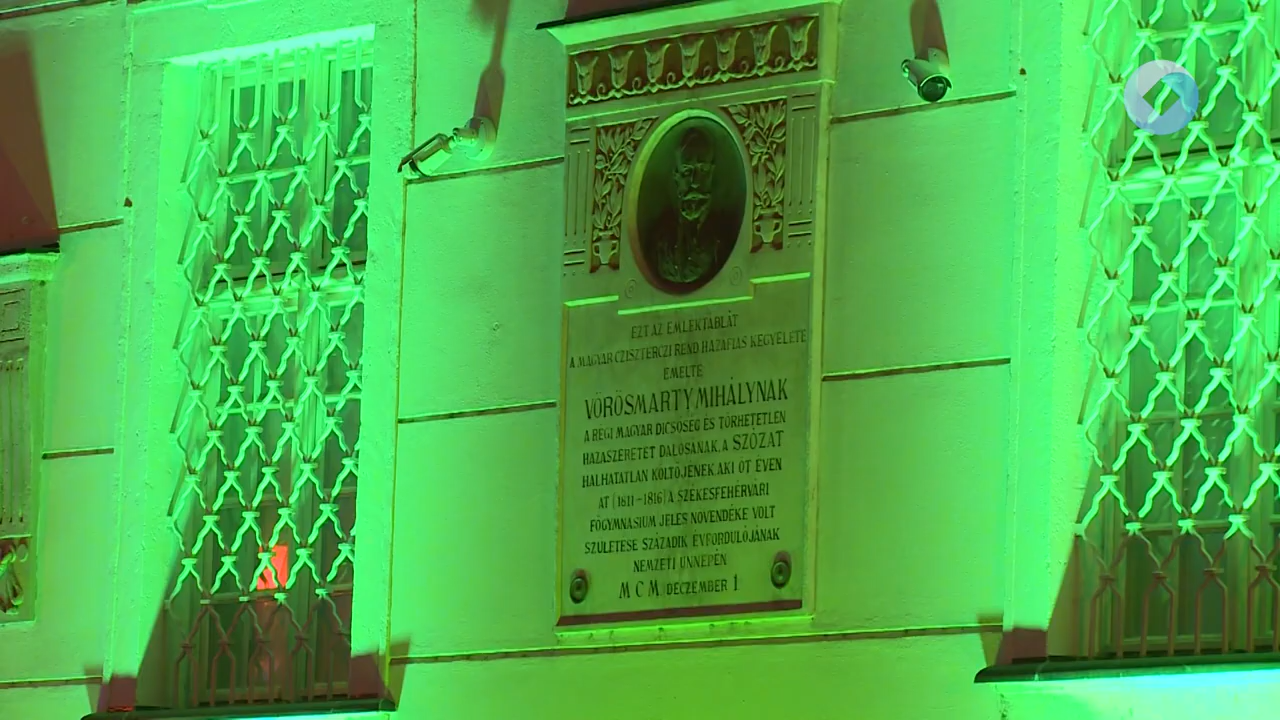 EZT AZ EMLÉKTÁBLÁT
A MAGYAR CZISZTERCZI REND HAZAFIAS KEGYELETE
EMELTE
VÖRÖSMARTY MIHÁLYNAK
A RÉGI MAGYAR DICSŐSÉG ÉS TÖRHETETLEN
HAZASZERETET DALOSÁNAK, A SZÓZAT
HALHATATLAN KÖLTŐJÉNEK, AKI ÖT ÉVEN
ÁT (1811-1816) A SZÉKESFEHÉRVÁRI
FŐGYMNASIUM JELES NÖVENDÉKE VOLT
SZÜLETÉSE SZÁZADIK ÉVFORDULÓJÁNAK
NEMZETI ÜNNEPÉN
MCM. DECZEMBER 1